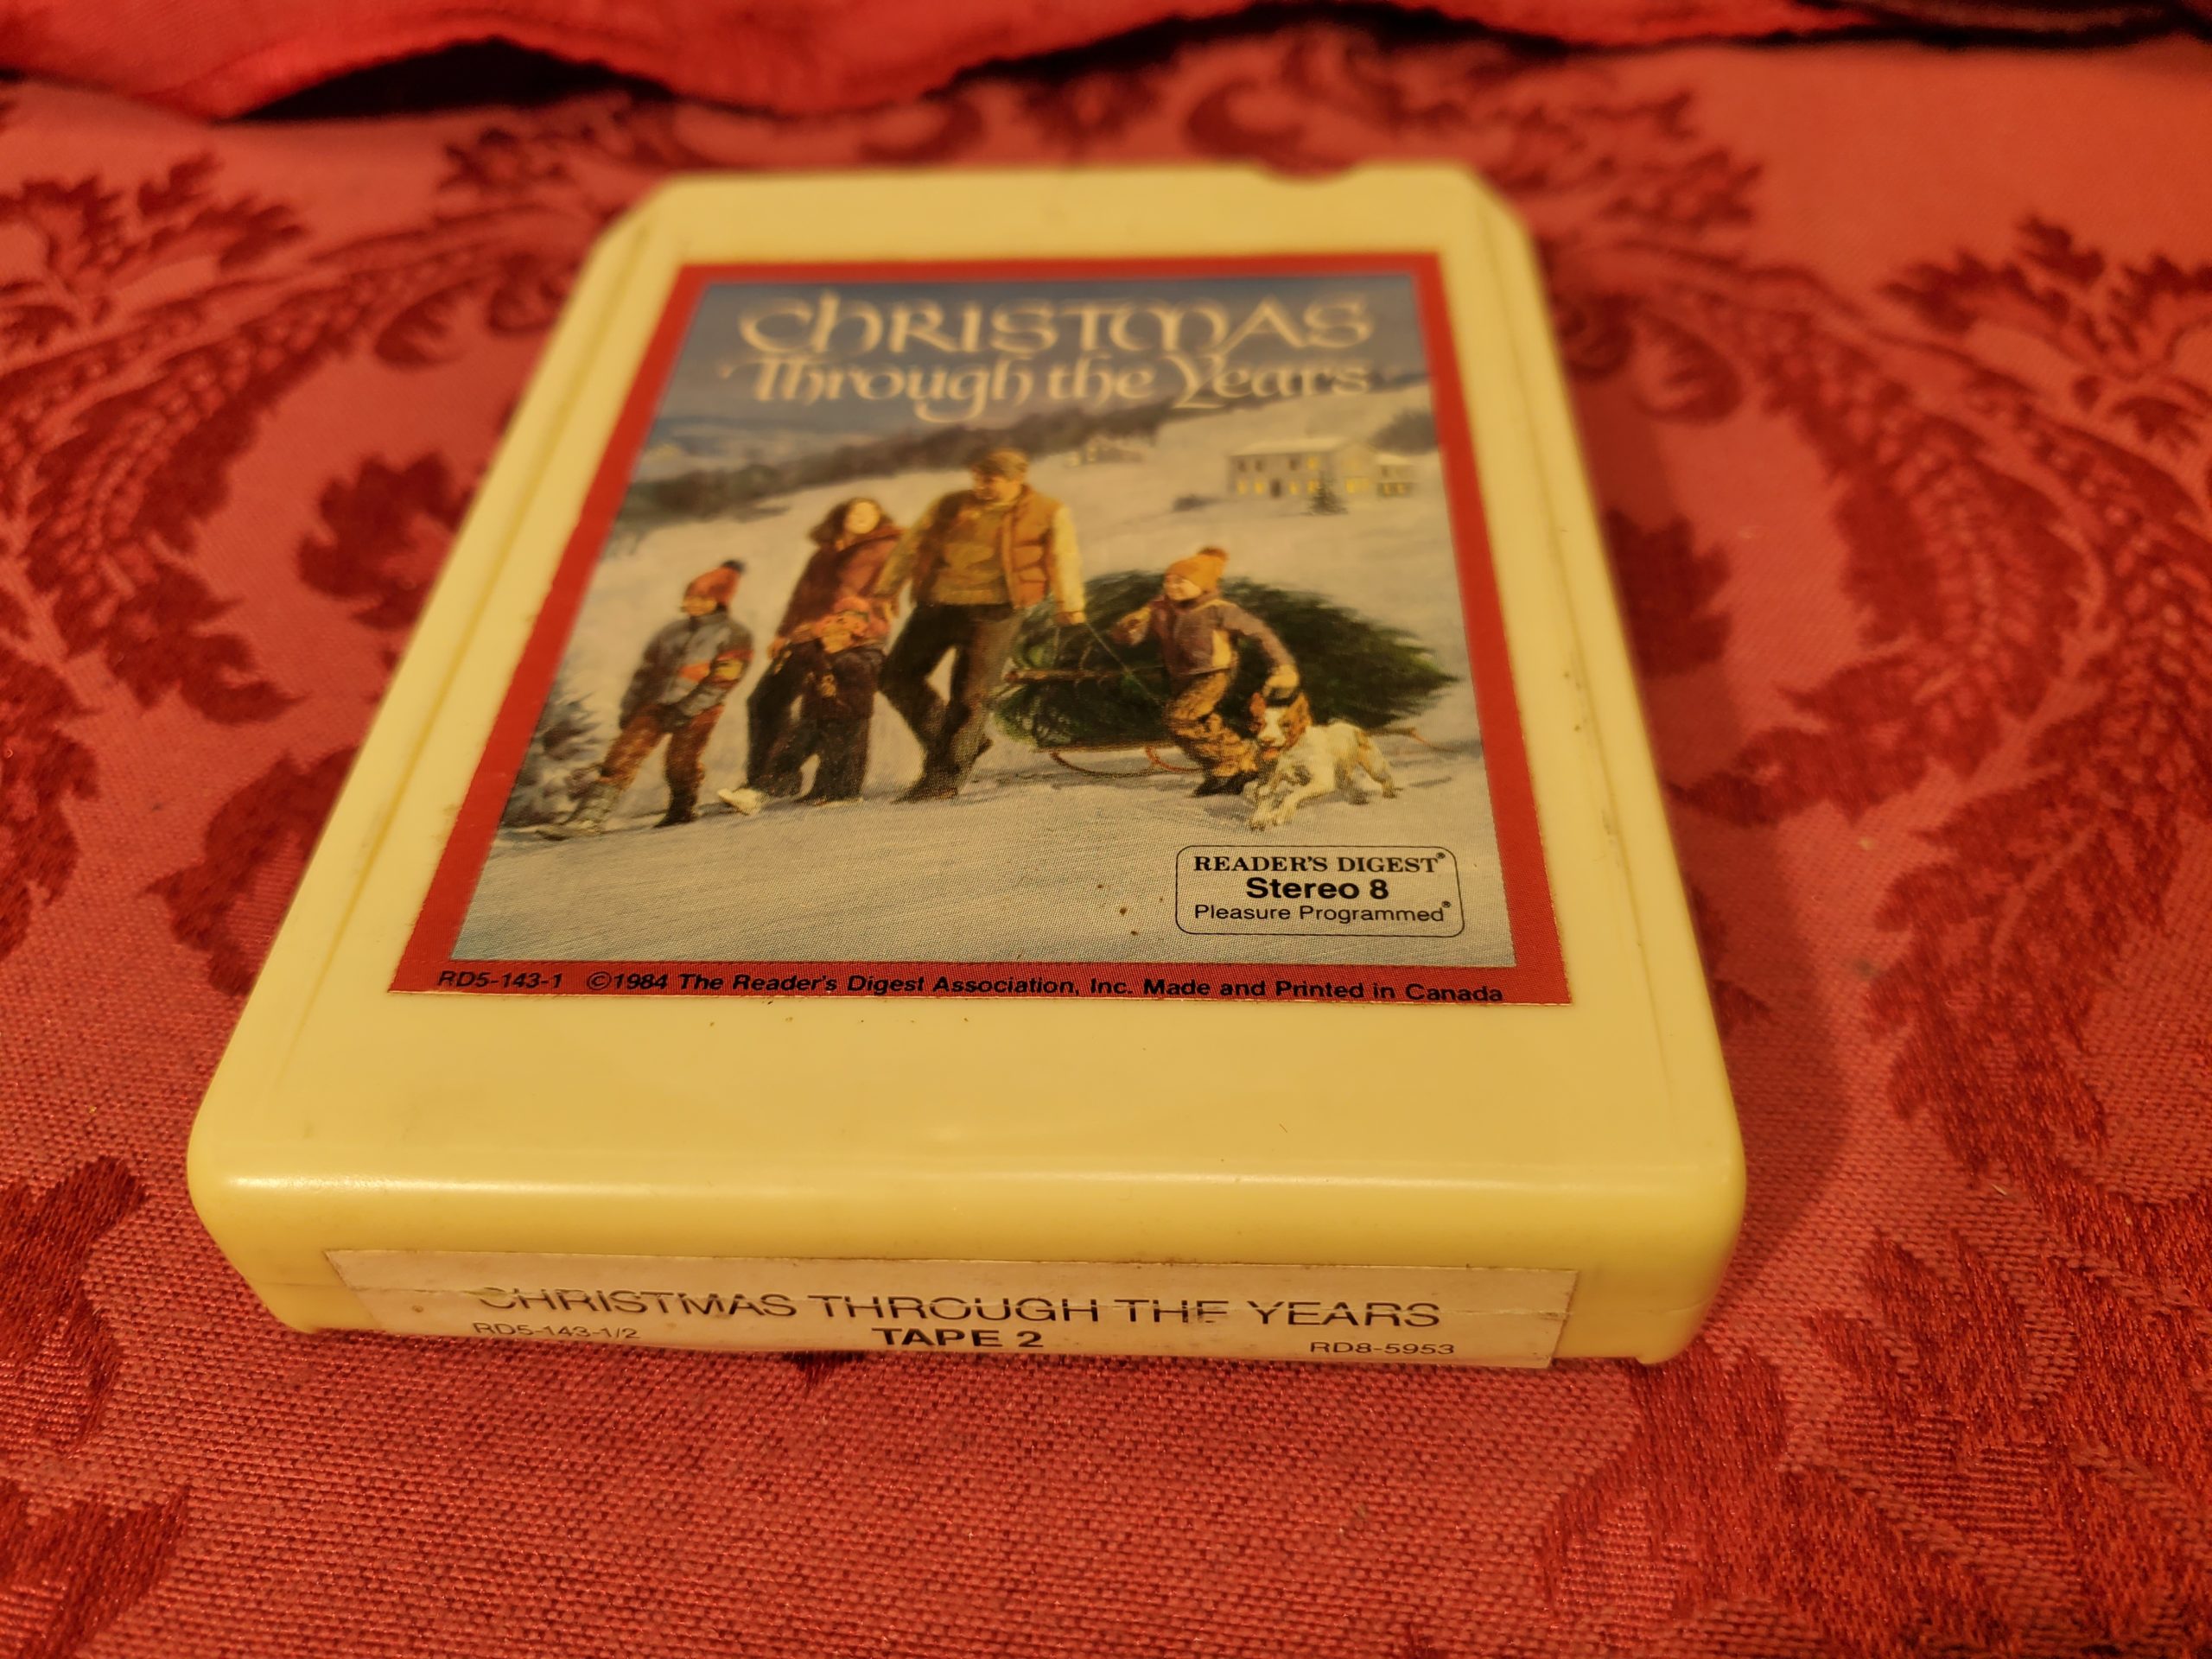 CHRISTMAS
Through the Years
READER'S DIGEST®
Stereo 8
Pleasure Programmed®
RD5-143-1 ©1984 The Reader's Digest Association, Inc. Made and Printed in Canada
CHRISTMAS THROUGH THE YEARS
RD5-143-1/2 TAPE 2 RD8-5953